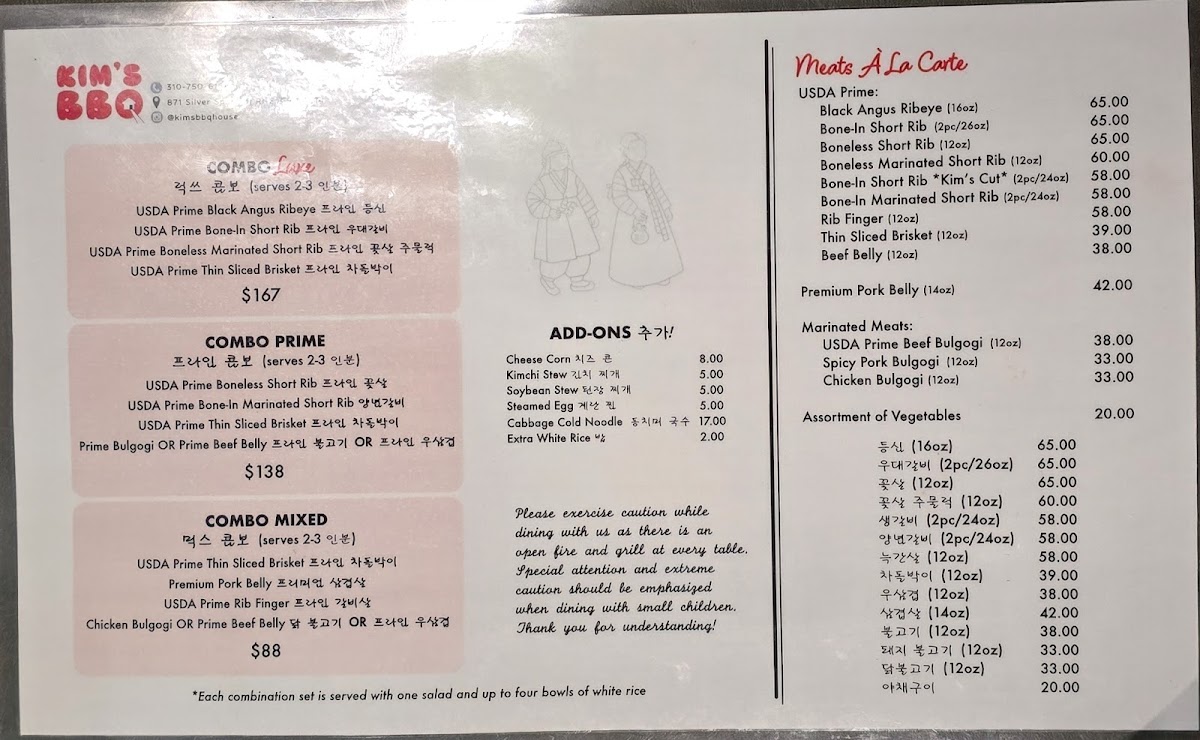 KIM'S
BBQ
310-750
871 Silver
@kimsbbqhouse
COMBO Luxe
럭쓰 콤보 (serves 2-3 인분)
USDA Prime Black Angus Ribeye 프라임 등심
USDA Prime Bone-In Short Rib 프라임 우대갈비
USDA Prime Boneless Marinated Short Rib 프라임 꽃살 주물럭
USDA Prime Thin Sliced Brisket 프라임 차돌박이
$167
COMBO PRIME
프라임 콤보 (serves 2-3 인분)
USDA Prime Boneless Short Rib 프라임 꽃살
USDA Prime Bone-In Marinated Short Rib 양념갈비
USDA Prime Thin Sliced Brisket 프라임 차돌박이
Prime Bulgogi OR Prime Beef Belly 프라임 불고기 OR 프라임 우삼겹
$138
COMBO MIXED
믹스 콤보 (serves 2-3 인분)
USDA Prime Thin Sliced Brisket 프라임 차돌박이
Premium Pork Belly 프리미엄 삼겹살
USDA Prime Rib Finger 프라임 갈비살
Chicken Bulgogi OR Prime Beef Belly 닭 불고기 OR 프라임 우삼겹
$88
*Each combination set is served with one salad and up to four bowls of white rice
ADD-ONS 추가!
Cheese Corn 치즈 콘 8.00
Kimchi Stew 김치 찌개 5.00
Soybean Stew 된장 찌개 5.00
Steamed Egg 계란 찜 5.00
Cabbage Cold Noodle 동치미 국수 17.00
Extra White Rice 밥 2.00
Please exercise caution while
dining with us as there is an
open fire and grill at every table.
Special attention and extreme
caution should be emphasized
when dining with small children.
Thank you for understanding!
Meats À La Carte
USDA Prime:
Black Angus Ribeye (16oz) 65.00
Bone-In Short Rib (2pc/26oz) 65.00
Boneless Short Rib (12oz) 65.00
Boneless Marinated Short Rib (12oz) 60.00
Bone-In Short Rib *Kim's Cut* (2pc/24oz) 58.00
Bone-In Marinated Short Rib (2pc/24oz) 58.00
Rib Finger (12oz) 58.00
Thin Sliced Brisket (12oz) 39.00
Beef Belly (12oz) 38.00
Premium Pork Belly (14oz) 42.00
Marinated Meats:
USDA Prime Beef Bulgogi (12oz) 38.00
Spicy Pork Bulgogi (12oz) 33.00
Chicken Bulgogi (12oz) 33.00
Assortment of Vegetables 20.00
등심 (16oz) 65.00
우대갈비 (2pc/26oz) 65.00
꽃살 (12oz) 65.00
꽃살 주물럭 (12oz) 60.00
생갈비 (2pc/24oz) 58.00
양념갈비 (2pc/24oz) 58.00
늑간살 (12oz) 58.00
차돌박이 (12oz) 39.00
우삼겹 (12oz) 38.00
삼겹살 (14oz) 42.00
불고기 (12oz) 38.00
돼지 불고기 (12oz) 33.00
닭불고기 (12oz) 33.00
야채구이 20.00